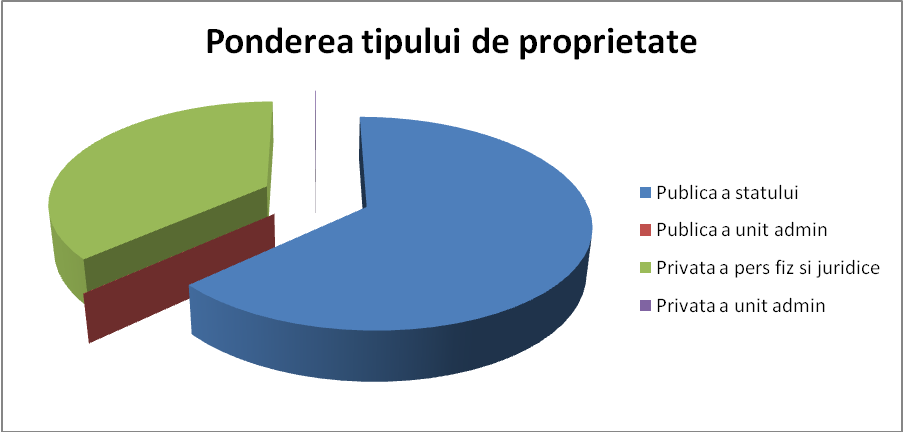 Ponderea tipului de proprietate
Publica a statului
Publica a unit admin
Privata a pers fiz si juridice
Privata a unit admin